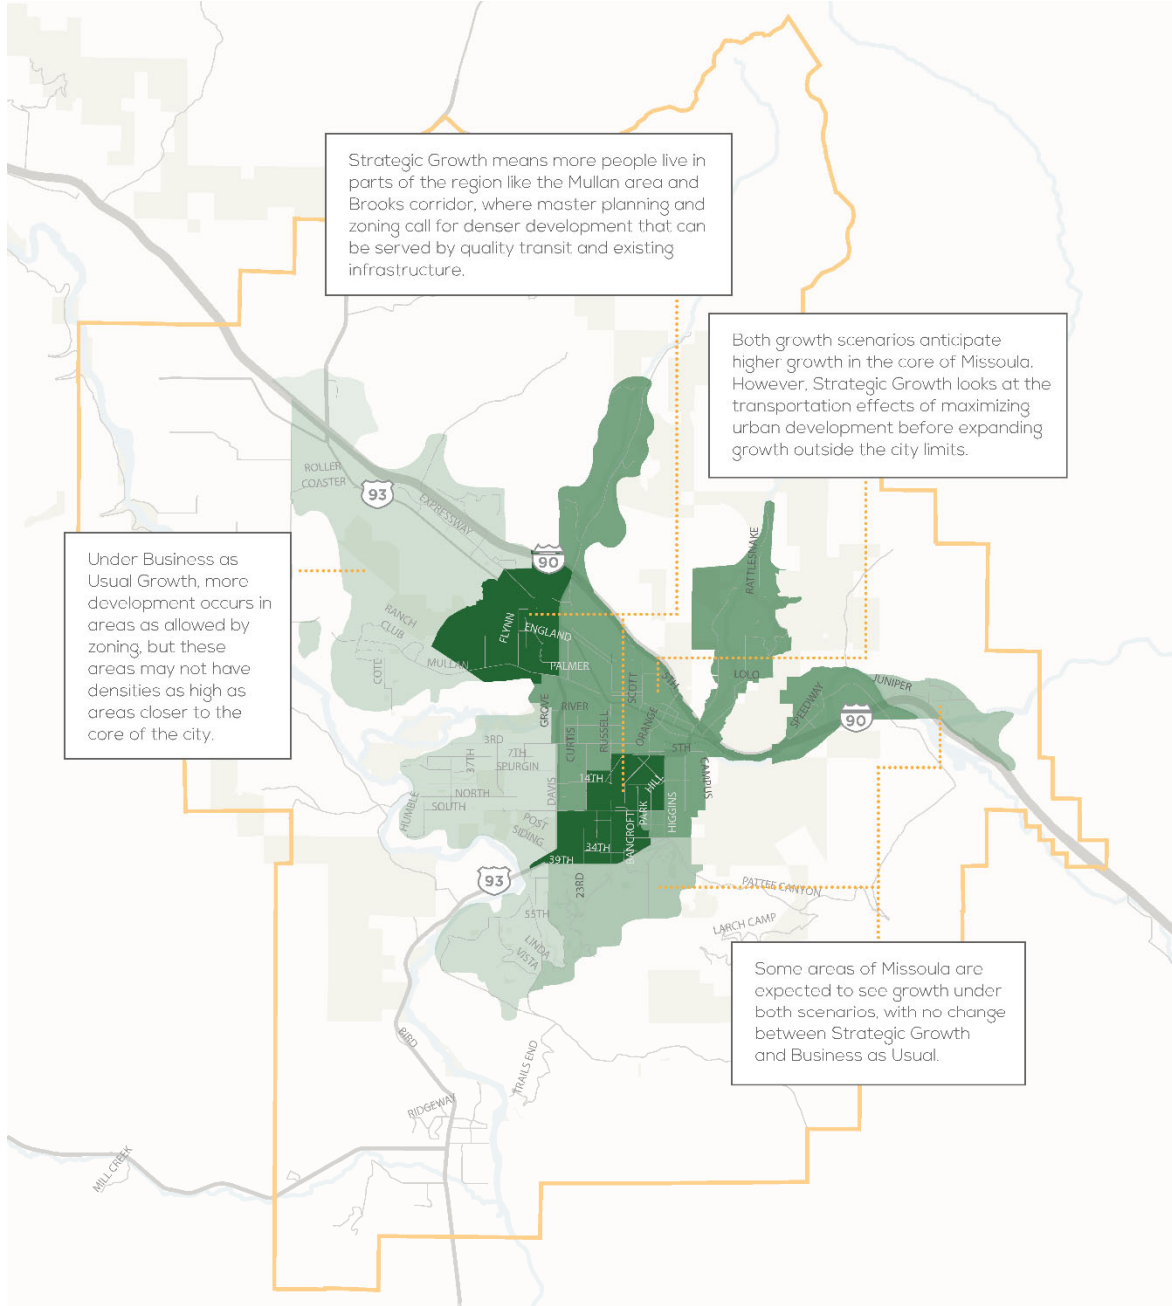 Strategic Growth means more people live in
parts of the region like the Mullan area and
Brooks corridor, where master planning and
zoning call for denser development that can
be served by quality transit and existing
infrastructure.
Both growth scenarios anticipate
higher growth in the core of Missoula.
However, Strategic Growth looks at the
transportation effects of maximizing
urban development before expanding
growth outside the city limits.
Under Business as
Usual Growth, more
development occurs in
areas as allowed by
zoning, but these
areas may not have
densities as high as
areas closer to the
core of the city.
Some areas of Missoula are
expected to see growth under
both scenarios, with no change
between Strategic Growth
and Business as Usual.
ROLLER
COASTER
93
EXPRESSWAY
90
RATTLESNAKE
RANCH
CLUB
FLYNN
ENGLAND
COTE
MULLAN
PALMER
SCOTT
5TH
LOLO
JUNIPER
SPEEDWAY
90
GROVE
RIVER
CURTIS
RUSSELL
ORANGE
5TH
3RD
7TH
37TH
SPURGIN
14TH
HILL
CAMPUS
NORTH
SOUTH
HUMBLE
DAVIS
PARK
HIGGINS
POST
SIDING
BANCROFT
34TH
39TH
93
23RD
PATTEE CANYON
55TH
LARCH CAMP
LINDA
VISTA
BIRD
TRAILS END
RIDGEWAY
MILL CREEK